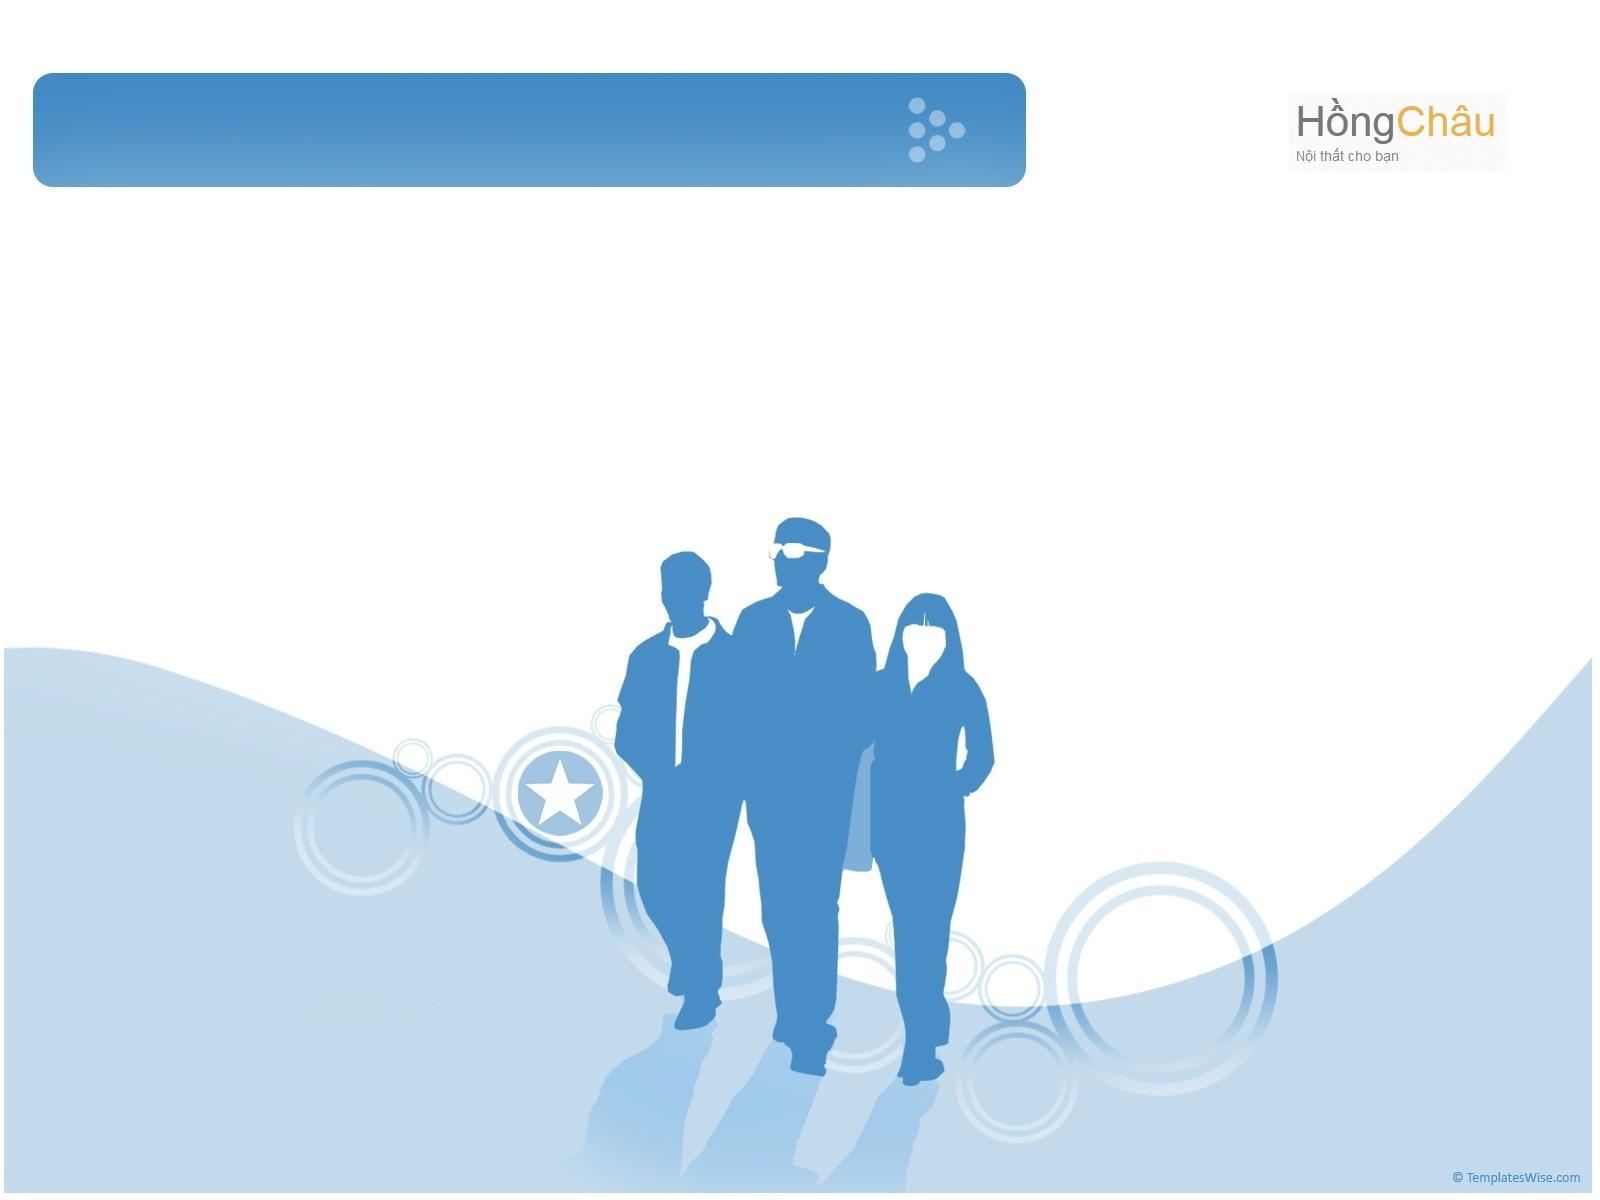 HồngChâu
Nội thất cho bạn
© TemplatesWise.com